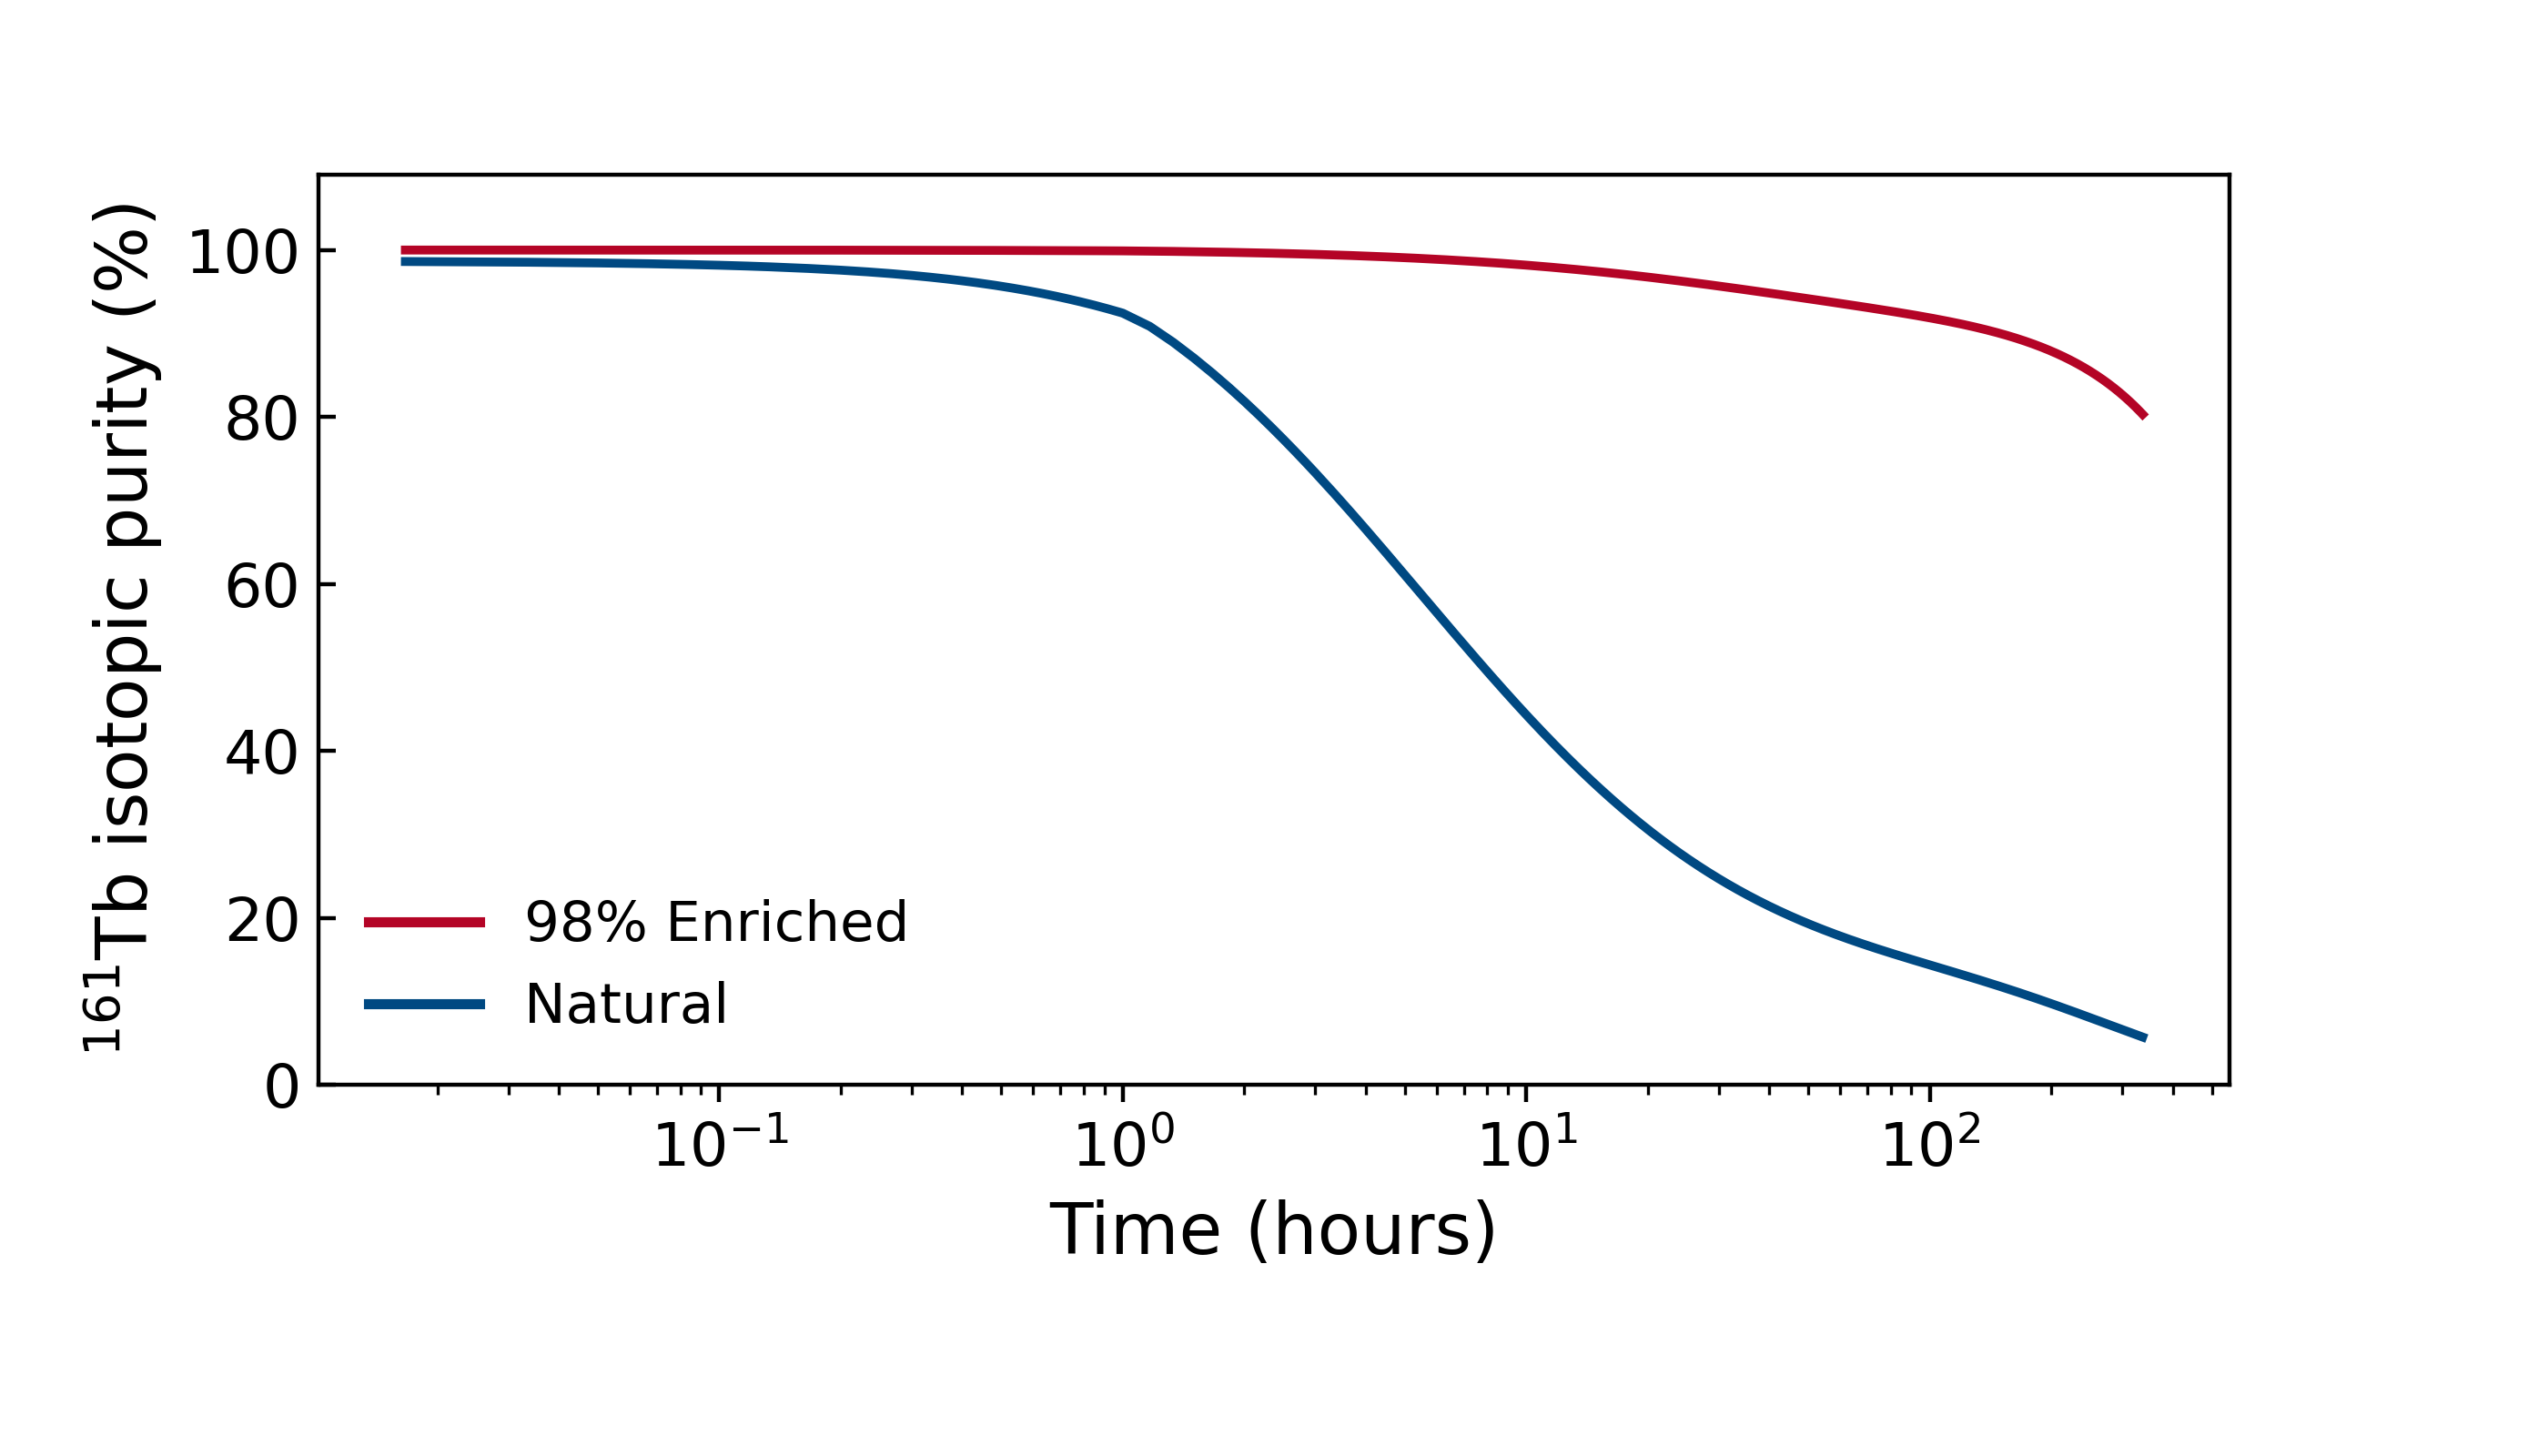 ¹⁶¹Tb isotopic purity (%)
100
80
60
40
20
0
98% Enriched
Natural
10⁻¹ 10⁰ 10¹ 10²
Time (hours)